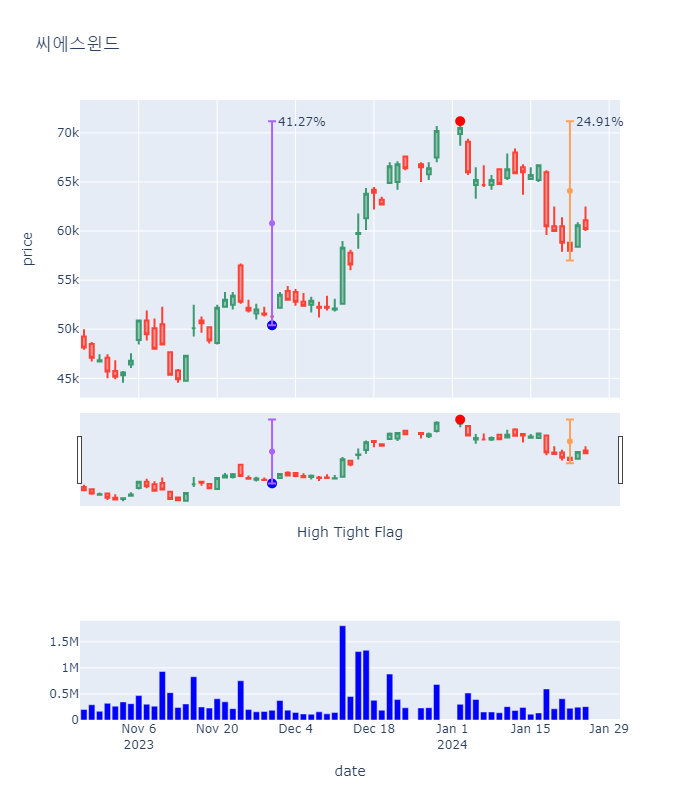 씨에스윈드
41.27%
24.91%
70k
65k
60k
55k
50k
45k
price
High Tight Flag
1.5M
1M
0.5M
0
Nov 6
2023
Nov 20
Dec 4
Dec 18
Jan 1
2024
Jan 15
Jan 29
date